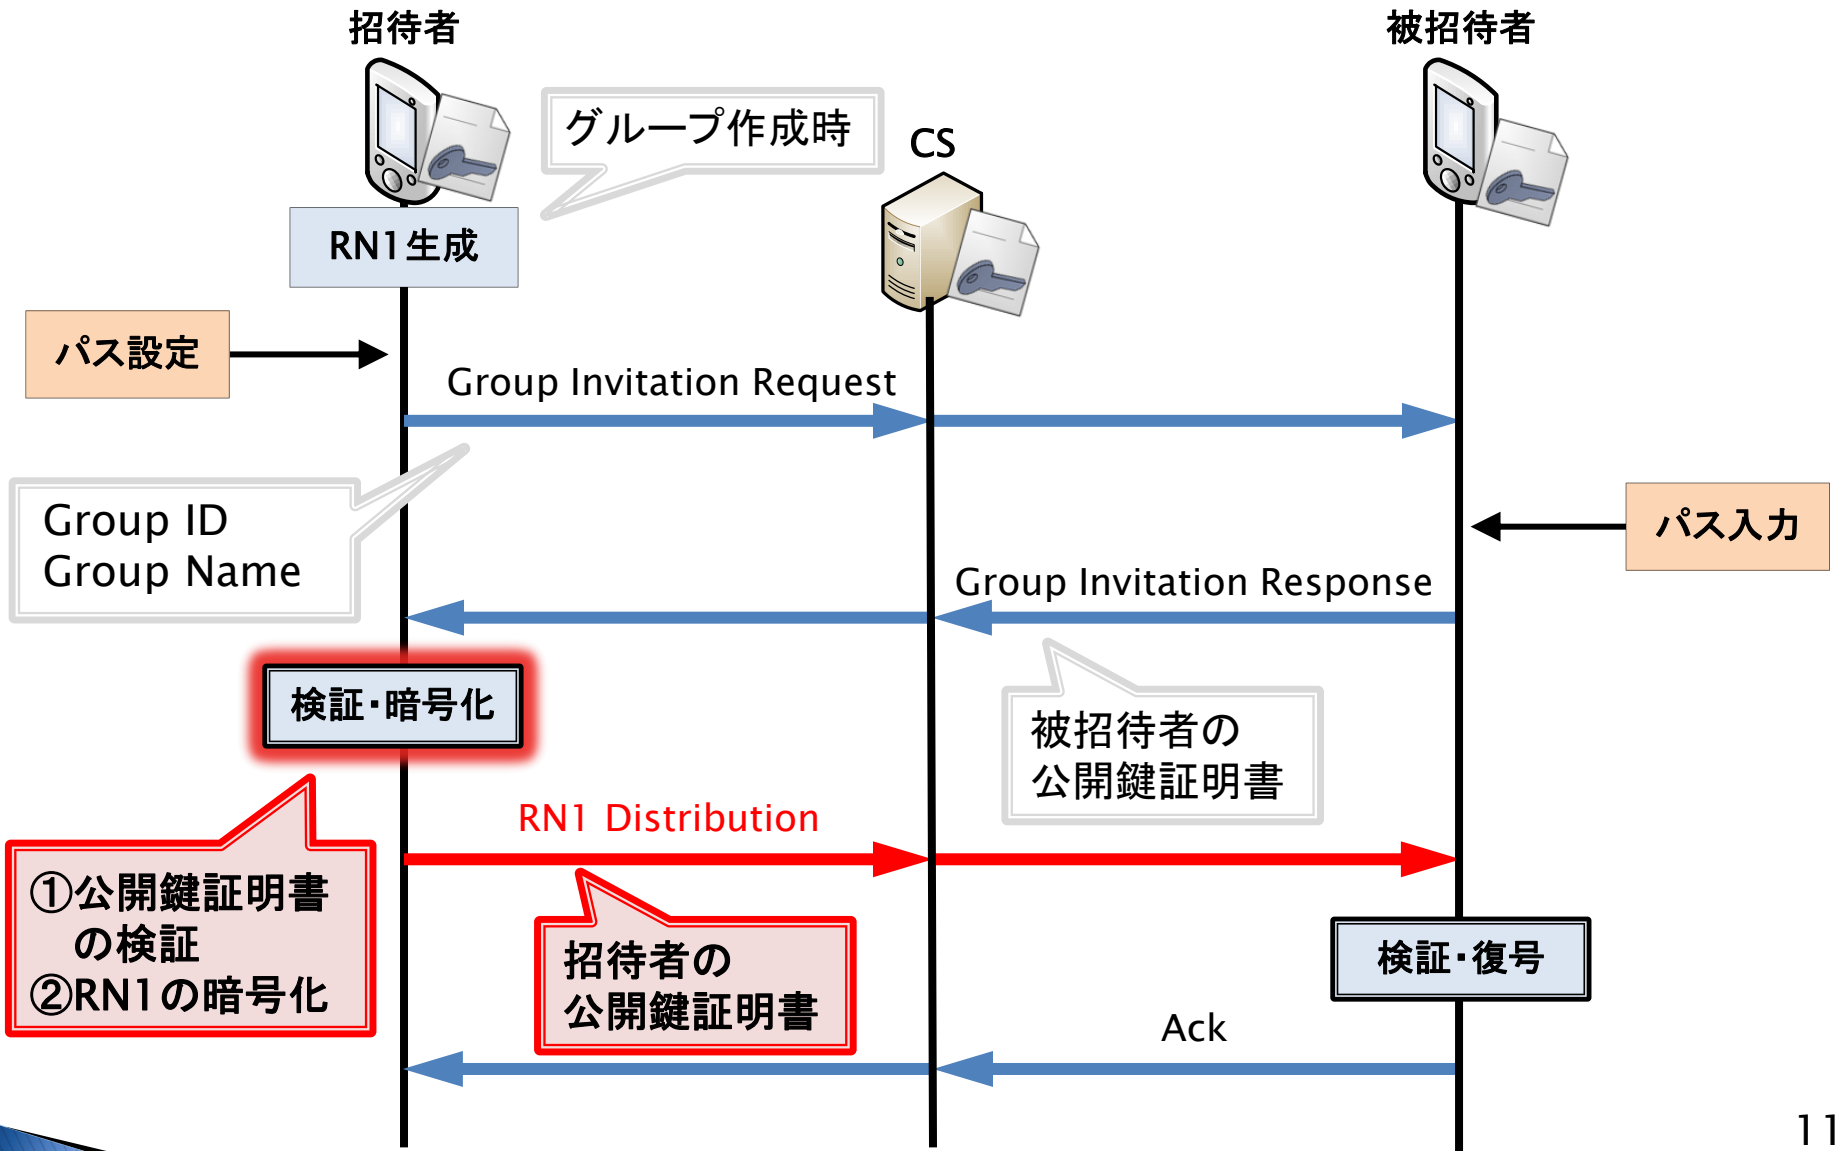 招待者
被招待者
グループ作成時
CS
RN1生成
パス設定
Group Invitation Request
Group ID
Group Name
パス入力
Group Invitation Response
検証・暗号化
被招待者の
公開鍵証明書
RN1 Distribution
①公開鍵証明書
の検証
②RN1の暗号化
招待者の
公開鍵証明書
検証・復号
Ack
11